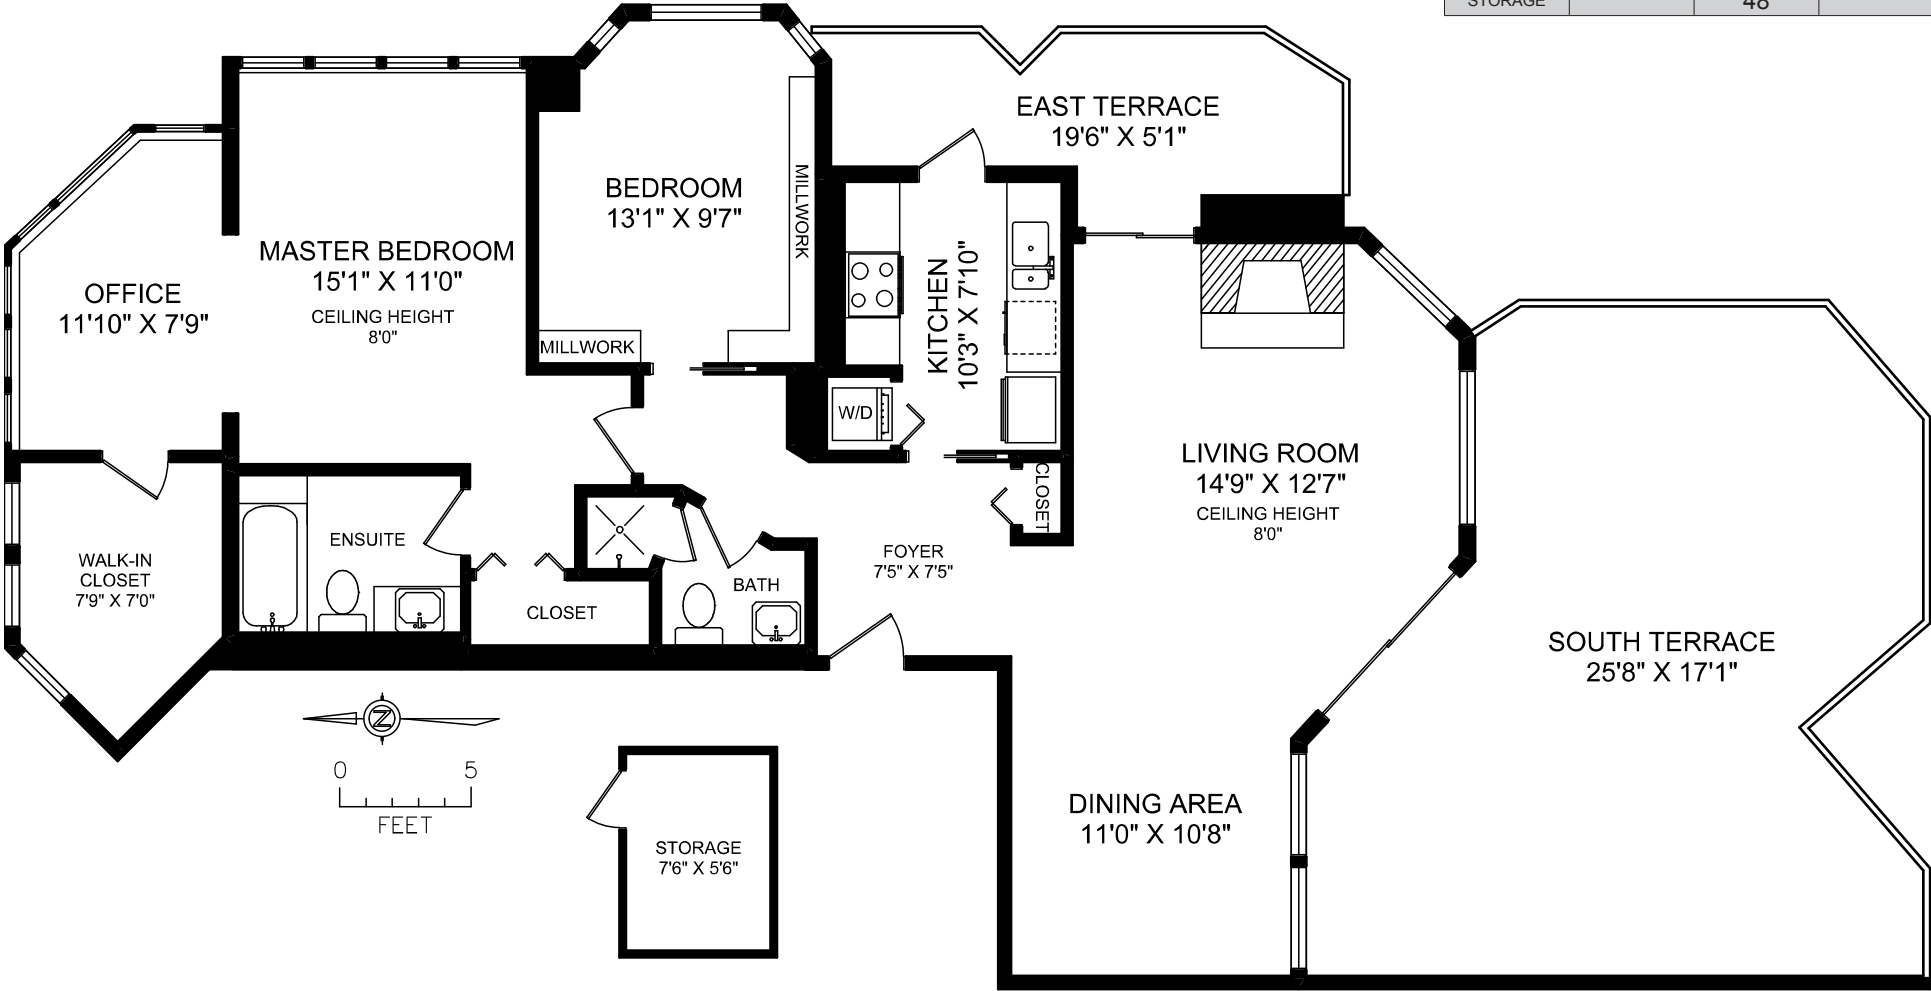 STORAGE 48
EAST TERRACE
19'6" X 5'1"
BEDROOM
13'1" X 9'7"
MILLWORK
MILLWORK
MASTER BEDROOM
15'1" X 11'0"
CEILING HEIGHT
8'0"
OFFICE
11'10" X 7'9"
KITCHEN
10'3" X 7'10"
W/D
CLOSET
LIVING ROOM
14'9" X 12'7"
CEILING HEIGHT
8'0"
WALK-IN
CLOSET
7'9" X 7'0"
ENSUITE
CLOSET
BATH
FOYER
7'5" X 7'5"
SOUTH TERRACE
25'8" X 17'1"
DINING AREA
11'0" X 10'8"
N
0 5
FEET
STORAGE
7'6" X 5'6"